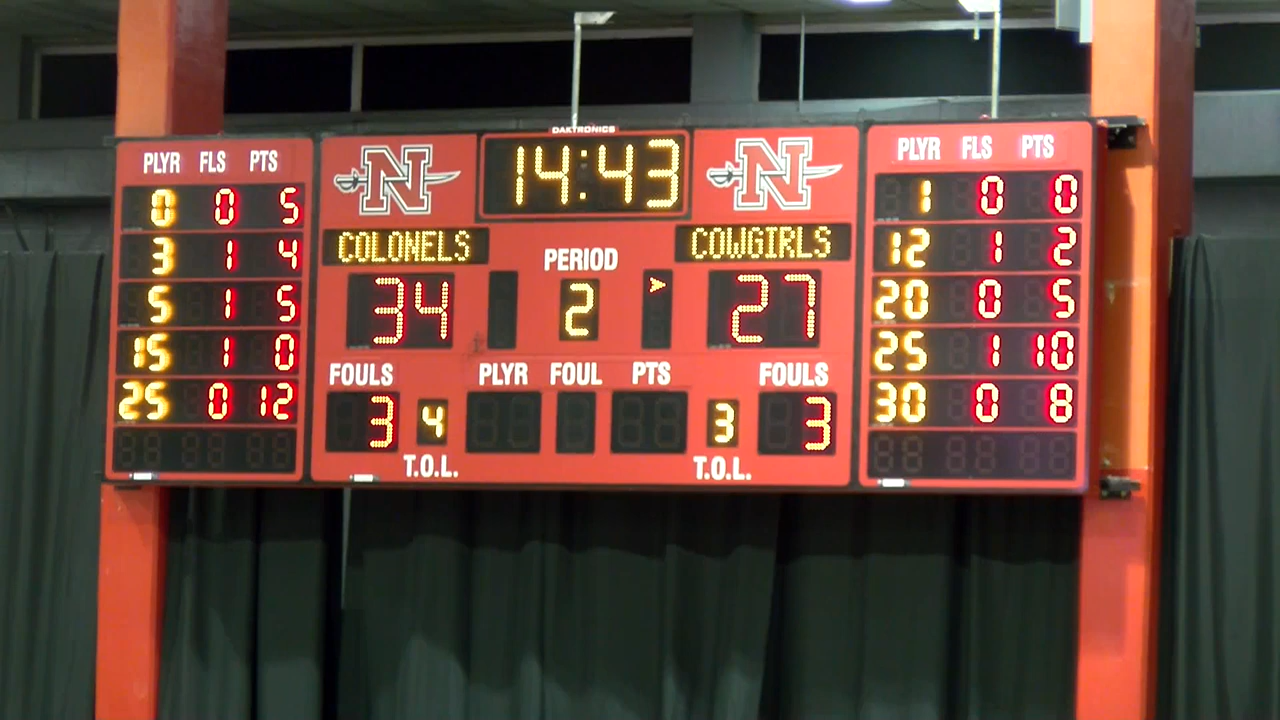 DAKTRONICS
PLYR FLS PTS
0 0 5
3 1 4
5 1 5
15 1 0
25 0 12
N
14:43
N
COLONELS
COWGIRLS
PERIOD
34
2
27
FOULS PLYR FOUL PTS FOULS
3 4 3 3
T.O.L. T.O.L.
PLYR FLS PTS
1 0 0
12 1 2
20 0 5
25 1 10
30 0 8